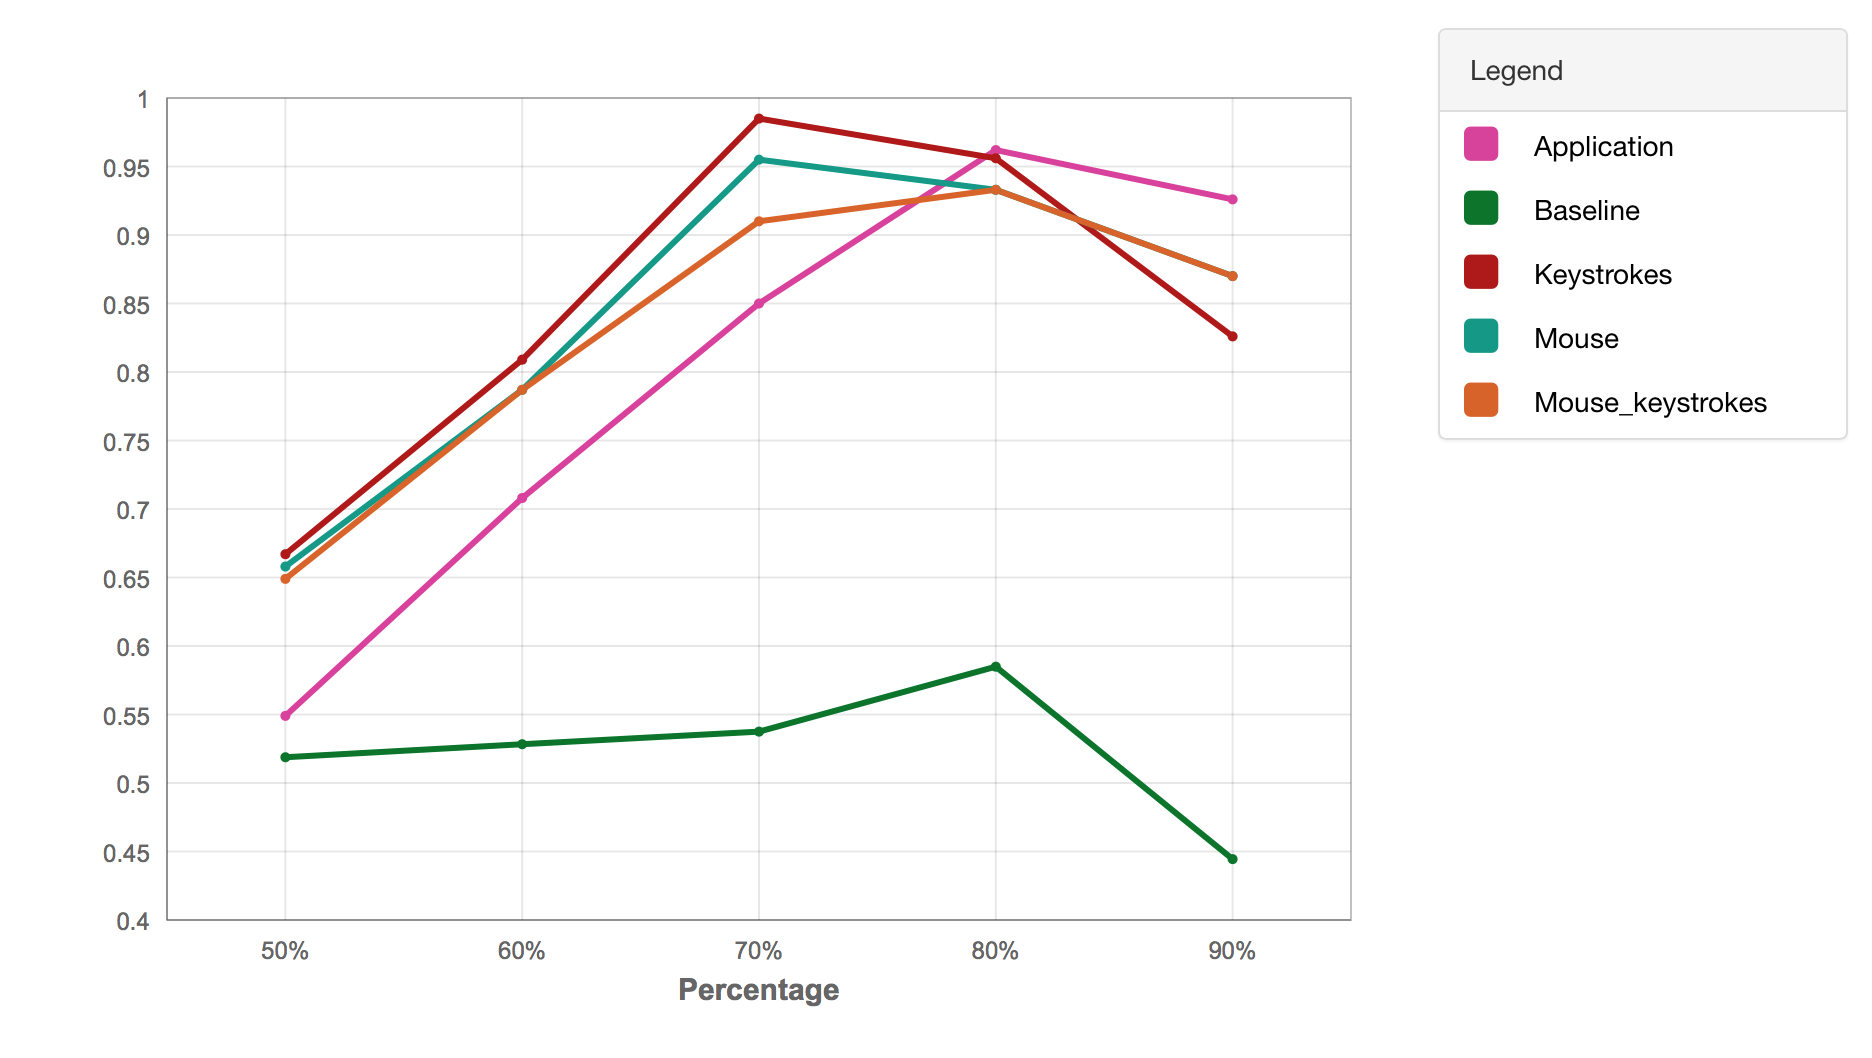 Legend
Application
Baseline
Keystrokes
Mouse
Mouse_keystrokes
1
0.95
0.9
0.85
0.8
0.75
0.7
0.65
0.6
0.55
0.5
0.45
0.4
50% 60% 70% 80% 90%
Percentage